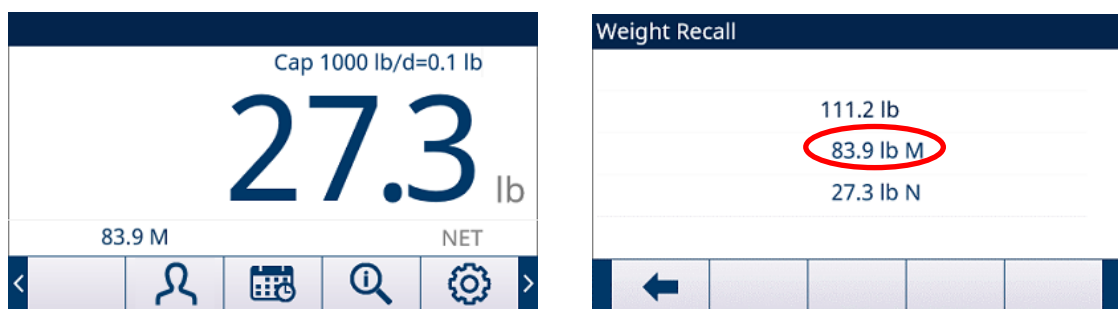 Cap 1000 lb/d=0.1 lb
27.3 lb
83.9 M NET
Weight Recall
111.2 lb
83.9 lb M
27.3 lb N